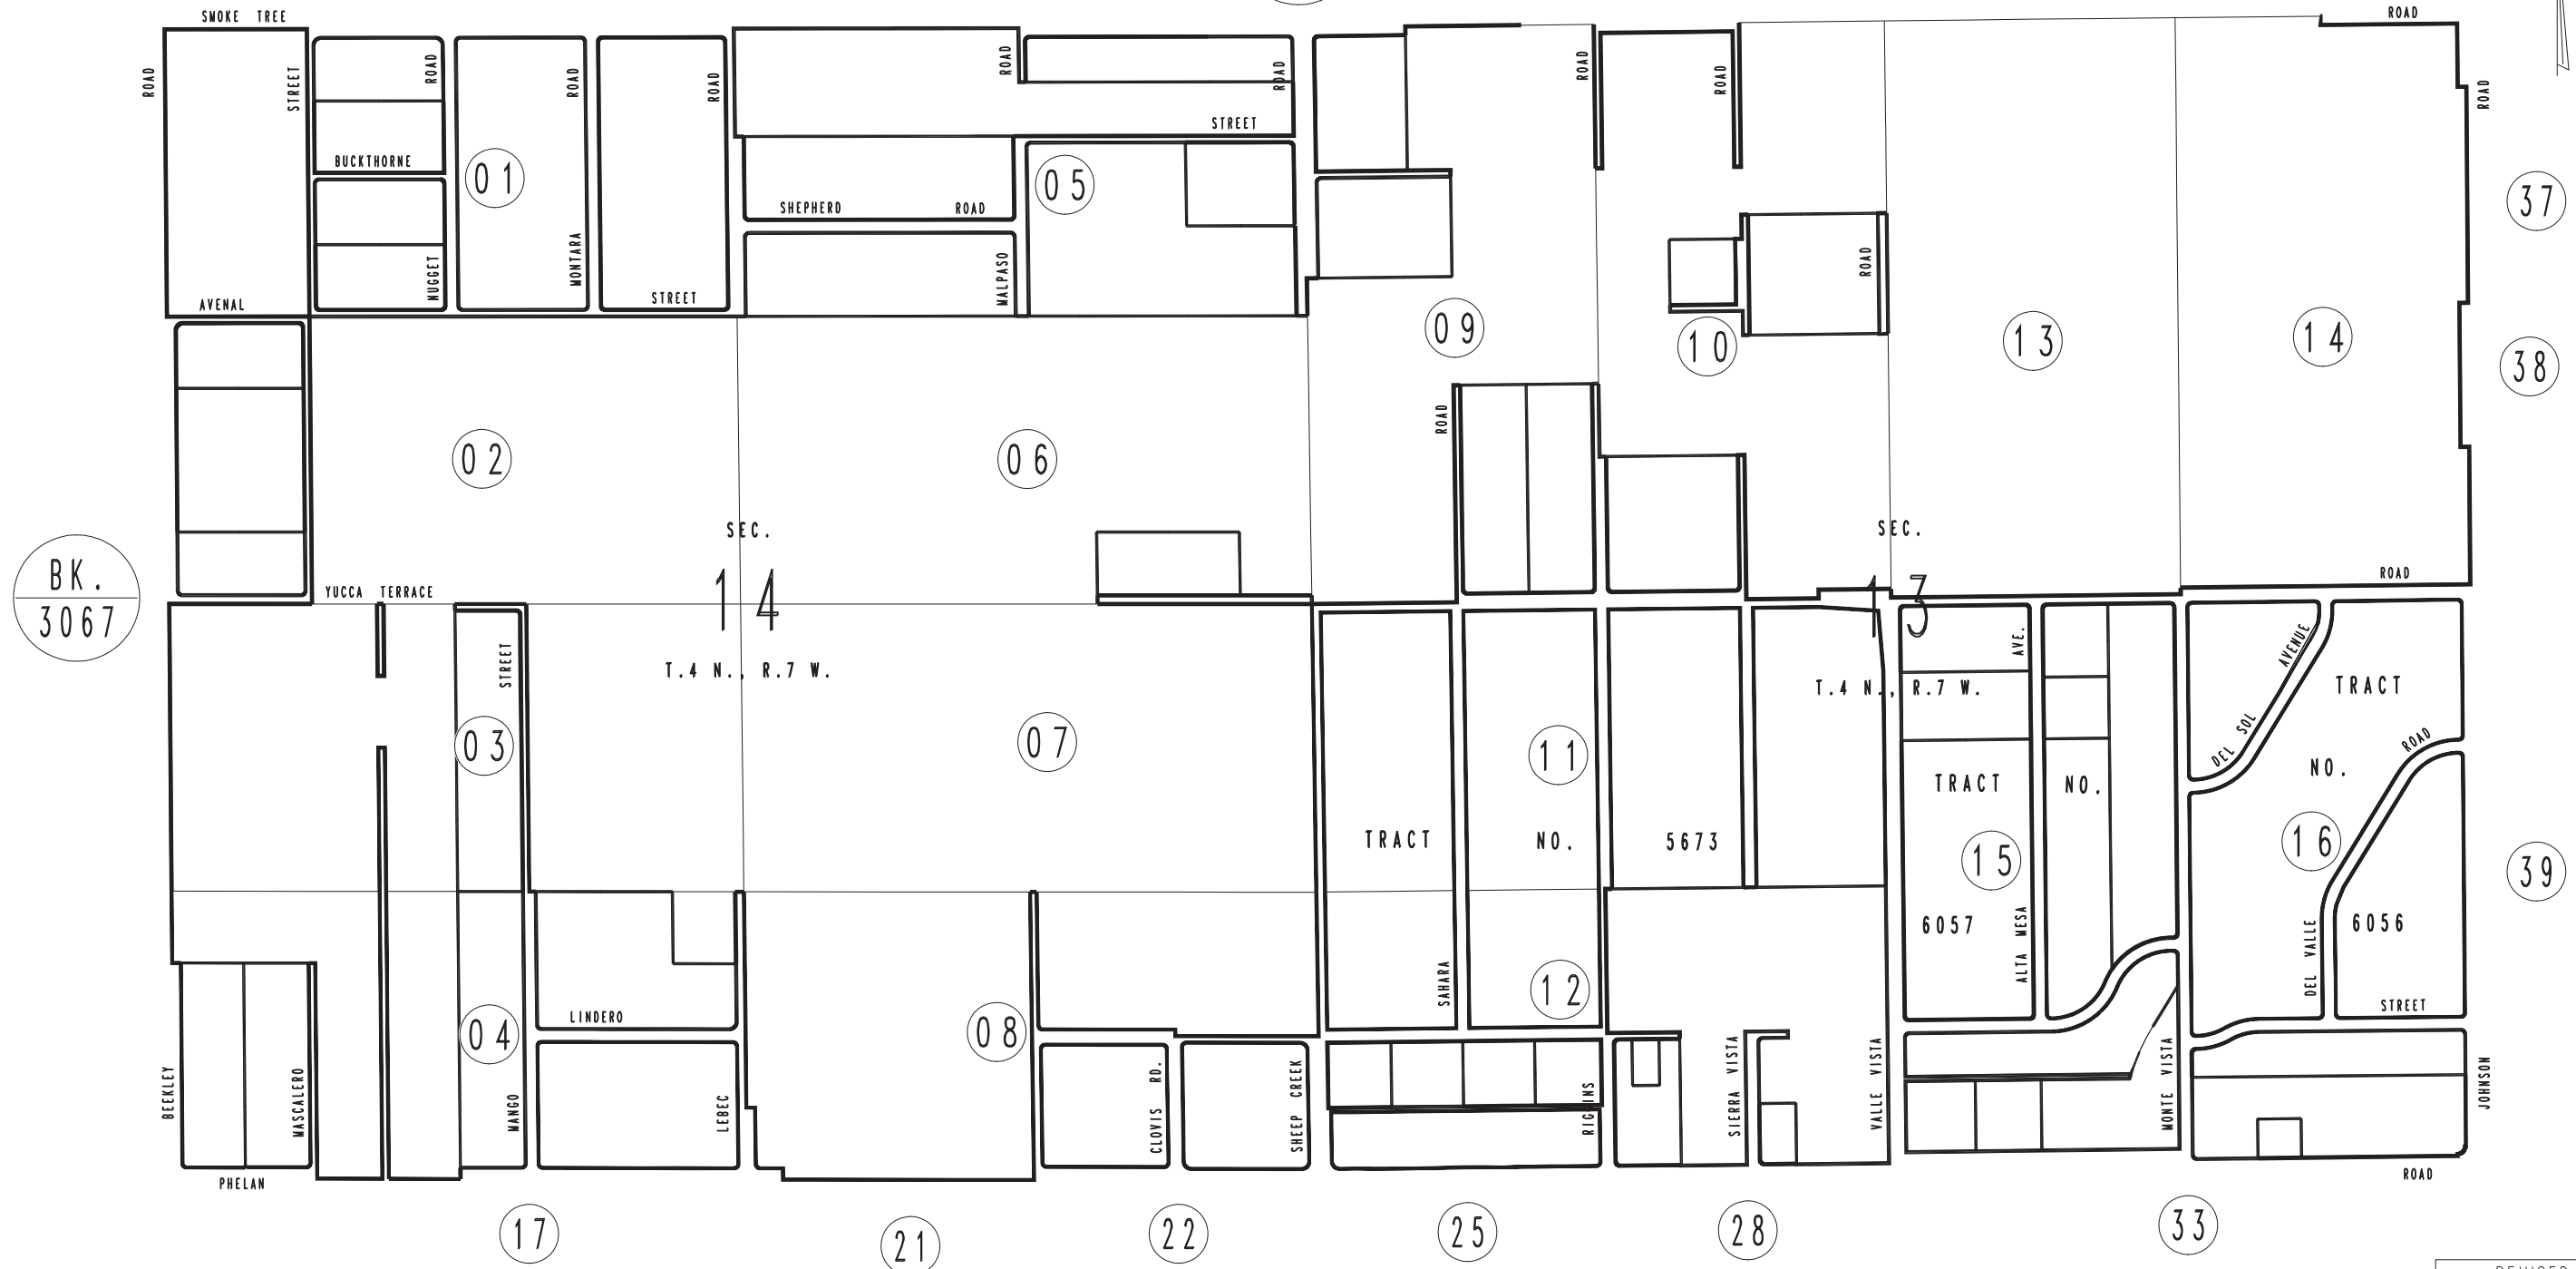 SMOKE TREE
ROAD
ROAD
STREET
ROAD
ROAD
ROAD
ROAD
ROAD
ROAD
ROAD
ROAD
STREET
BUCKTHORNE
01
05
SHEPHERD ROAD
37
AVENAL
NUGGET
MONTARA
STREET
MALPASO
ROAD
09
10
13
14
38
ROAD
02
06
SEC.
14
T.4 N., R.7 W.
SEC.
13
T.4 N., R.7 W.
ROAD
BK.
3067
YUCCA TERRACE
STREET
03
07
11
AVE.
AVENUE
DEL SOL
TRACT
NO.
ROAD
TRACT NO.
TRACT NO. 5673
15
16
39
6057
ALTA MESA
DEL VALLE
6056
STREET
SAHARA
12
LINDERO
04
08
BEEKLEY
MASCALERO
MANGO
LEBEC
CLOVIS RD.
SHEEP CREEK
RIGGINS
SIERRA VISTA
VALLE VISTA
MONTE VISTA
JOHNSON
PHELAN
ROAD
17
21
22
25
28
33